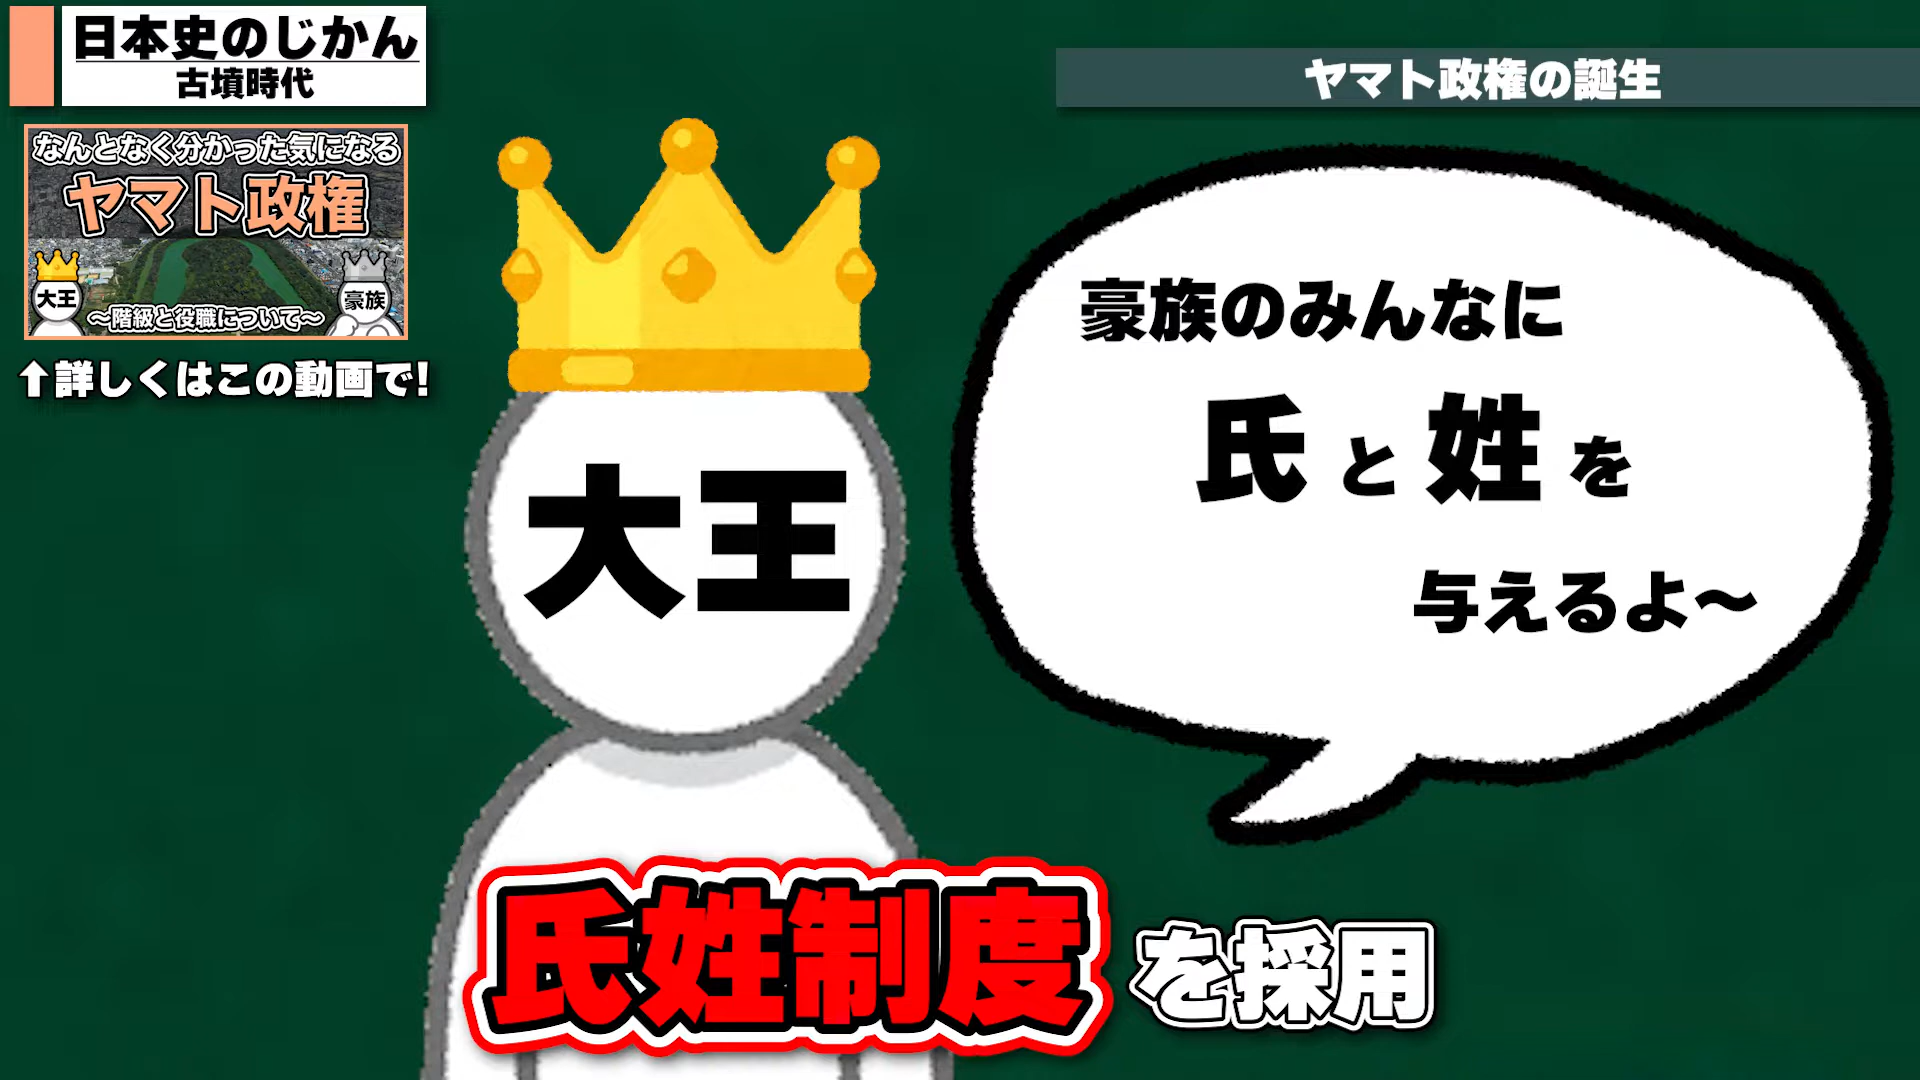 日本史のじかん
古墳時代
ヤマト政権の誕生
なんとなく分かった気になる
ヤマト政権
大王
豪族
〜階級と役職について〜
↑詳しくはこの動画で!
豪族のみんなに
氏と姓を
与えるよ〜
大王
氏姓制度を採用